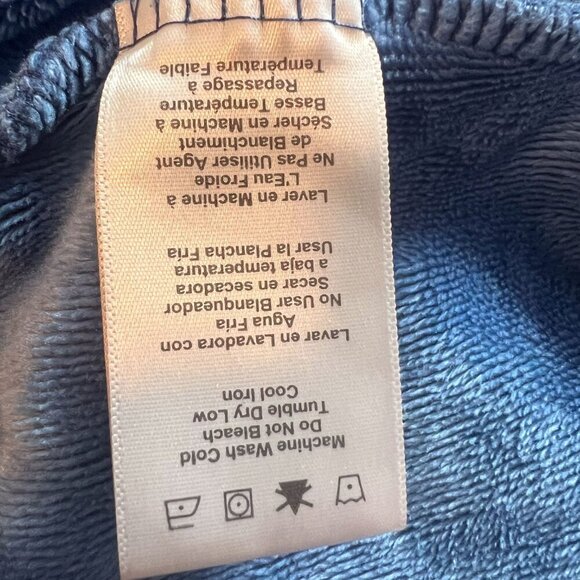 Machine Wash Cold
Do Not Bleach
Tumble Dry Low
Cool Iron
Lavar en Lavadora con
Agua Fría
No Usar Blanqueador
Secar en secadora
a baja temperatura
Usar la Plancha Fría
Laver en Machine à
L'Eau Froide
Ne Pas Utiliser Agent
de Blanchiment
Sécher en Machine à
Basse Température
Repassage à
Température Faible